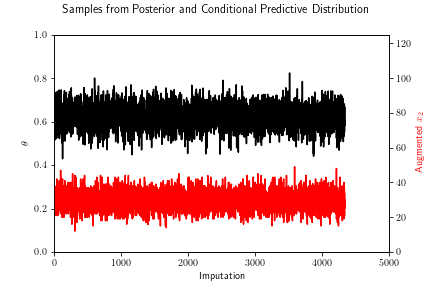 Samples from Posterior and Conditional Predictive Distribution
1.0
0.8
0.6
0.4
0.2
0.0
θ
120
100
80
60
40
20
0
Augmented x₂
0 1000 2000 3000 4000 5000
Imputation